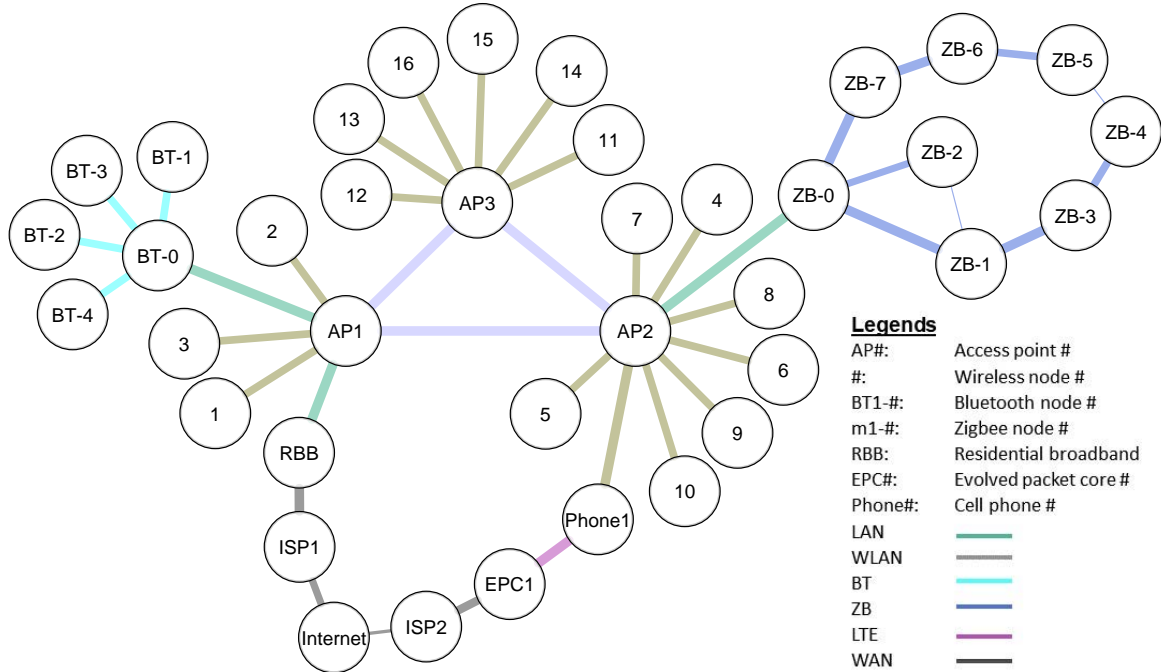 15
ZB-6
ZB-5
16
14
ZB-7
13
11
ZB-4
BT-1
ZB-2
BT-3
12
AP3
ZB-0
4
7
ZB-3
2
BT-2
BT-0
ZB-1
8
BT-4
AP1
AP2
3
6
1
5
9
RBB
10
Phone1
ISP1
EPC1
Internet
ISP2
Legends
AP#: Access point #
#: Wireless node #
BT1-#: Bluetooth node #
m1-#: Zigbee node #
RBB: Residential broadband
EPC#: Evolved packet core #
Phone#: Cell phone #
LAN
WLAN
BT
ZB
LTE
WAN